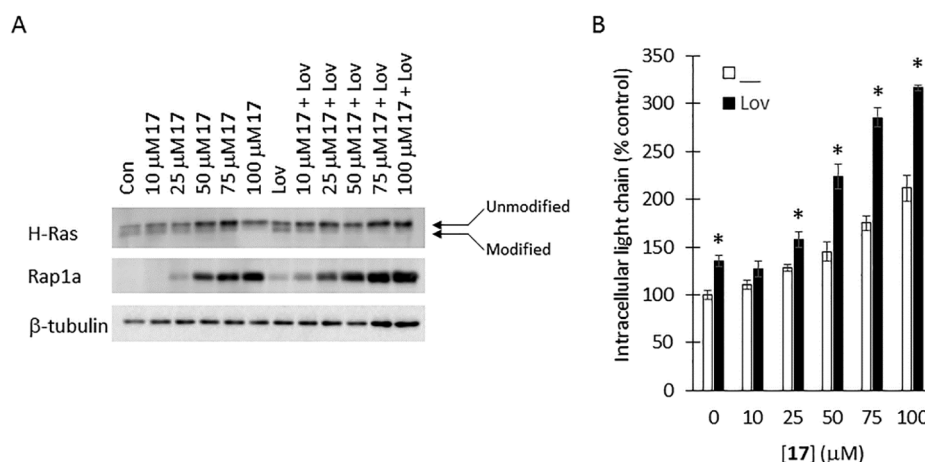 A
Con
10 μM17
25 μM17
50 μM17
75 μM17
100 μM17
Lov
10 μM17 + Lov
25 μM17 + Lov
50 μM17 + Lov
75 μM17 + Lov
100 μM17 + Lov
H-Ras
Unmodified
Modified
Rap1a
β-tubulin
B
Intracellular light chain (% control)
350
300
250
200
150
100
50
0
__
Lov
* * * * *
0 10 25 50 75 100
[17] (μM)